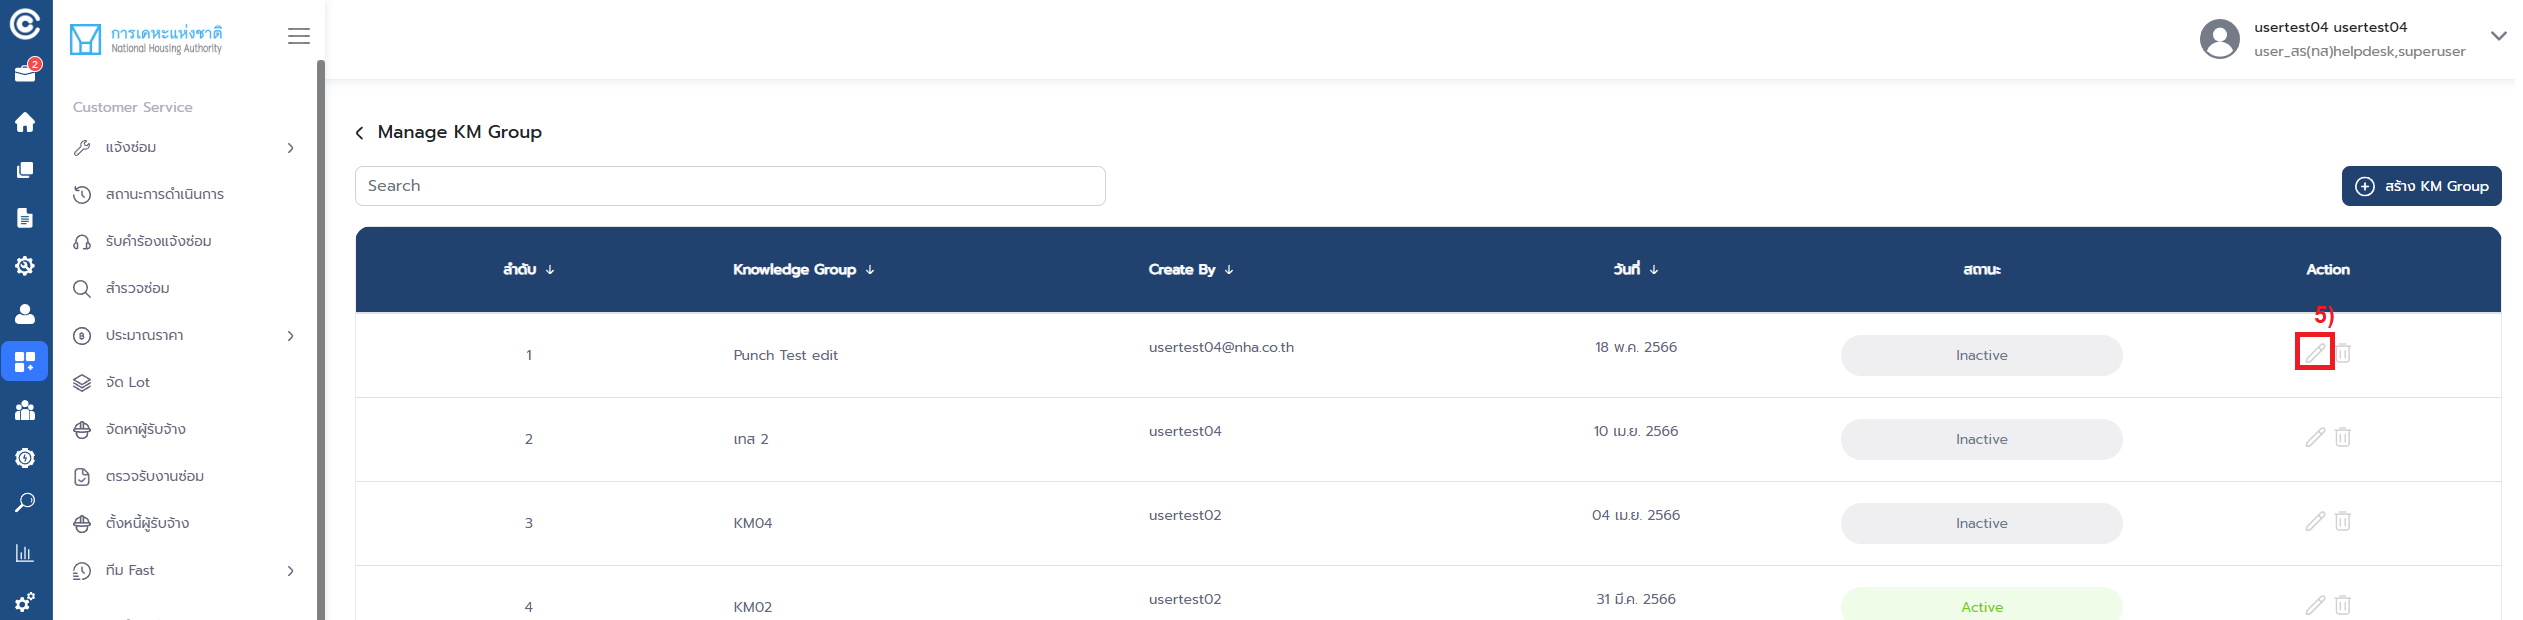 2
การเคหะแห่งชาติ
National Housing Authority
usertest04 usertest04
user_สร(ทส)helpdesk,superuser
Customer Service
แจ้งซ่อม
สถานะการดำเนินการ
รับคำร้องแจ้งซ่อม
สำรวจซ่อม
ประมาณราคา
จัด Lot
จัดหาผู้รับจ้าง
ตรวจรับงานซ่อม
ตั้งหนี้ผู้รับจ้าง
ทีม Fast
Manage KM Group
Search
สร้าง KM Group
ลำดับ Knowledge Group Create By วันที่ สถานะ Action
5)
1 Punch Test edit usertest04@nha.co.th 18 พ.ค. 2566 Inactive
2 เทส 2 usertest04 10 เม.ย. 2566 Inactive
3 KM04 usertest02 04 เม.ย. 2566 Inactive
4 KM02 usertest02 31 มี.ค. 2566 Active